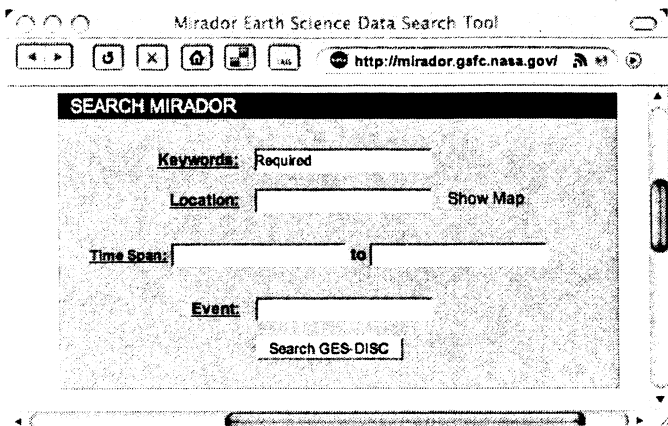 Mirador Earth Science Data Search Tool
http://mirador.gsfc.nasa.gov/
SEARCH MIRADOR
Keywords: Required
Location: Show Map
Time Span: to
Event:
Search GES-DISC